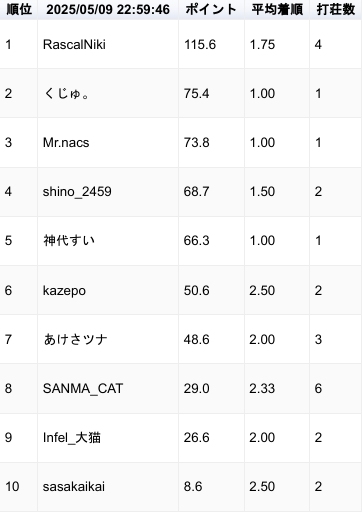 順位 2025/05/09 22:59:46 ポイント 平均着順 打荘数
1 RascalNiki 115.6 1.75 4
2 くじゅ。 75.4 1.00 1
3 Mr.nacs 73.8 1.00 1
4 shino_2459 68.7 1.50 2
5 神代すい 66.3 1.00 1
6 kazepo 50.6 2.50 2
7 あけさツナ 48.6 2.00 3
8 SANMA_CAT 29.0 2.33 6
9 Infel_大猫 26.6 2.00 2
10 sasakaikai 8.6 2.50 2